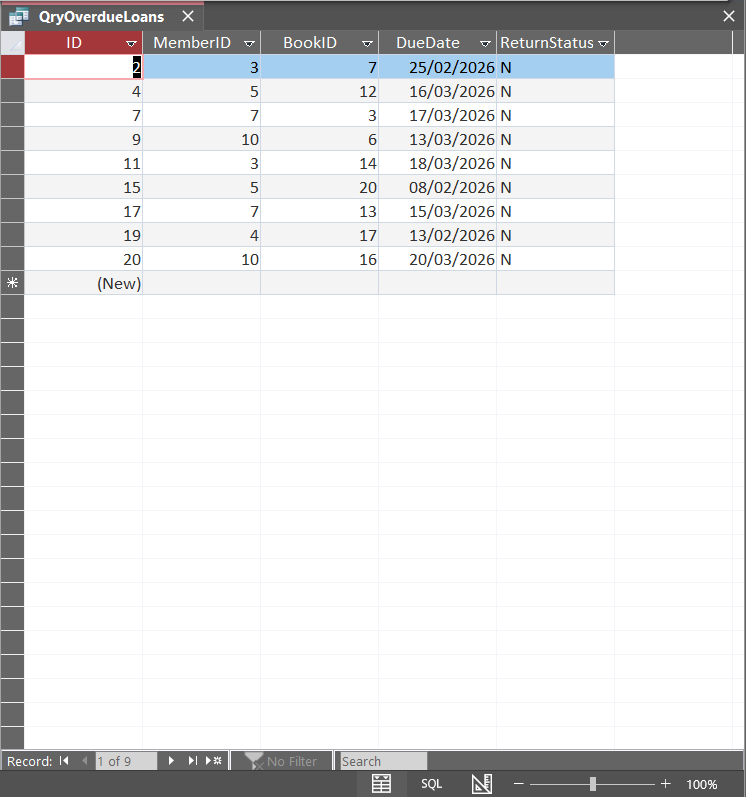 QryOverdueLoans
ID MemberID BookID DueDate ReturnStatus
2 3 7 25/02/2026 N
4 5 12 16/03/2026 N
7 7 3 17/03/2026 N
9 10 6 13/03/2026 N
11 3 14 18/03/2026 N
15 5 20 08/02/2026 N
17 7 13 15/03/2026 N
19 4 17 13/02/2026 N
20 10 16 20/03/2026 N
(New)
Record: 1 of 9 No Filter Search
SQL 100%